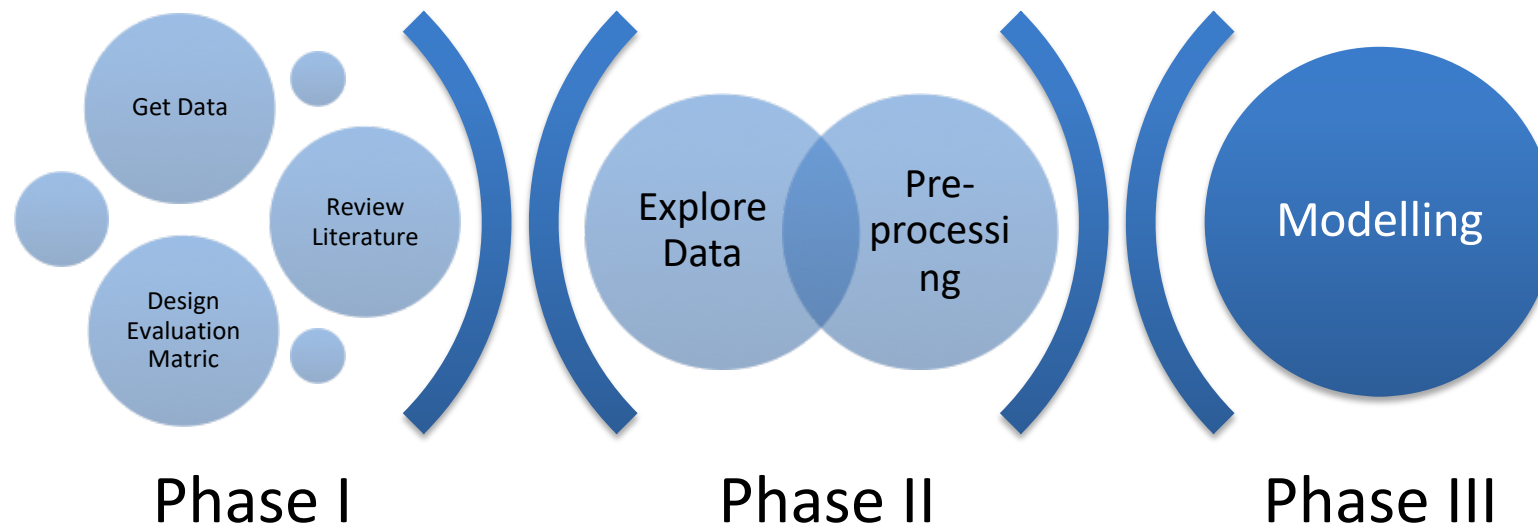 Get Data
Review
Literature
Design
Evaluation
Matric
Explore
Data
Pre-
processi
ng
Modelling
Phase I
Phase II
Phase III